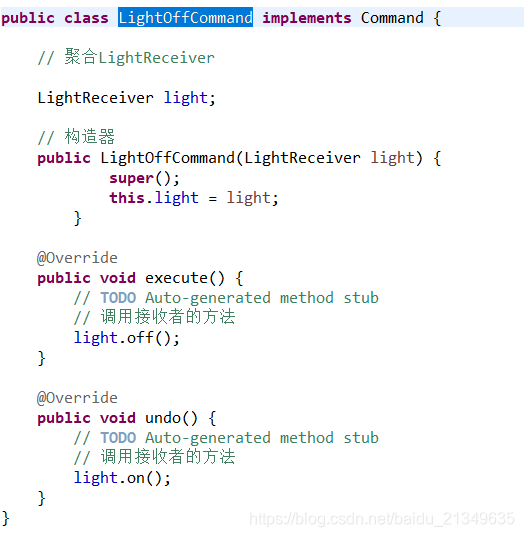 public class LightOffCommand implements Command {
// 聚合LightReceiver
LightReceiver light;
// 构造器
public LightOffCommand(LightReceiver light) {
super();
this.light = light;
}
@Override
public void execute() {
// TODO Auto-generated method stub
// 调用接收者的方法
light.off();
}
@Override
public void undo() {
// TODO Auto-generated method stub
// 调用接收者的方法
light.on();
}
}
https://blog.csdn.net/baidu_21349635